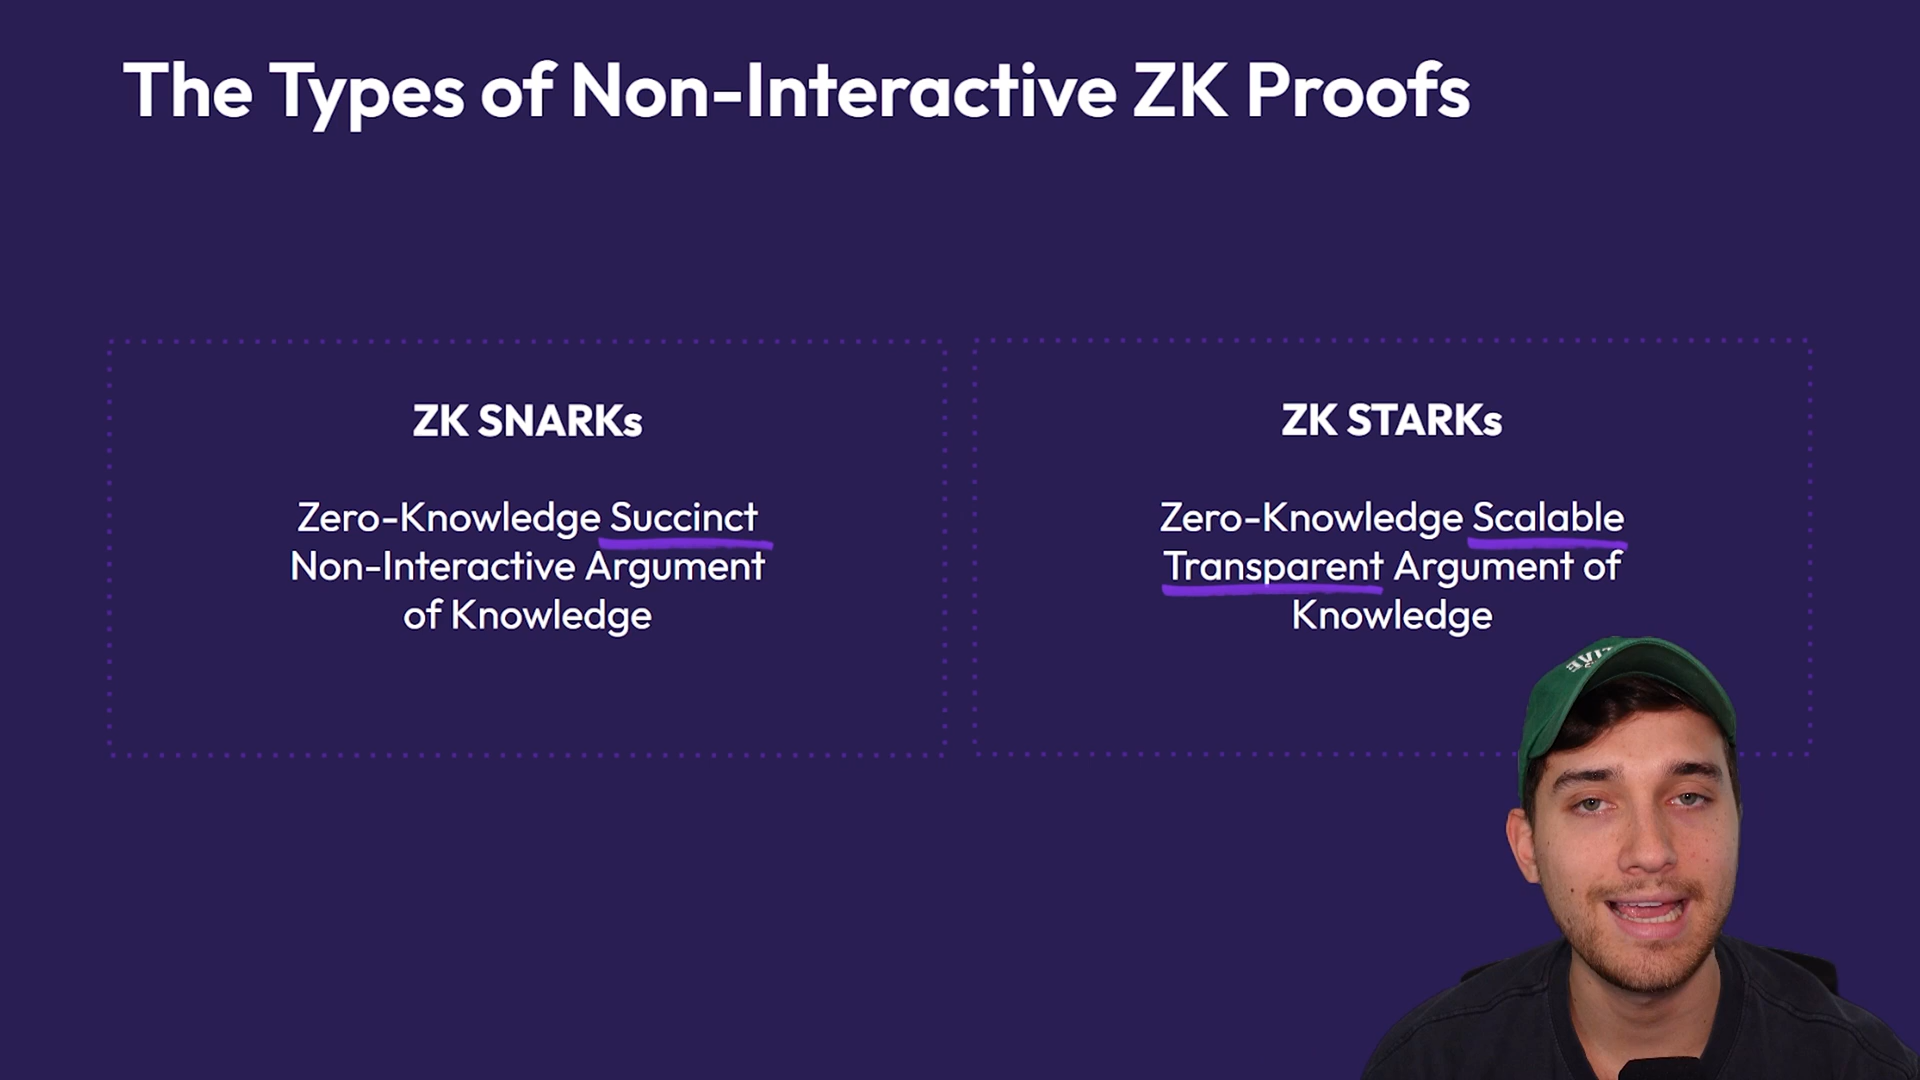 The Types of Non-Interactive ZK Proofs
ZK SNARKs
Zero-Knowledge Succinct
Non-Interactive Argument
of Knowledge
ZK STARKs
Zero-Knowledge Scalable
Transparent Argument of
Knowledge